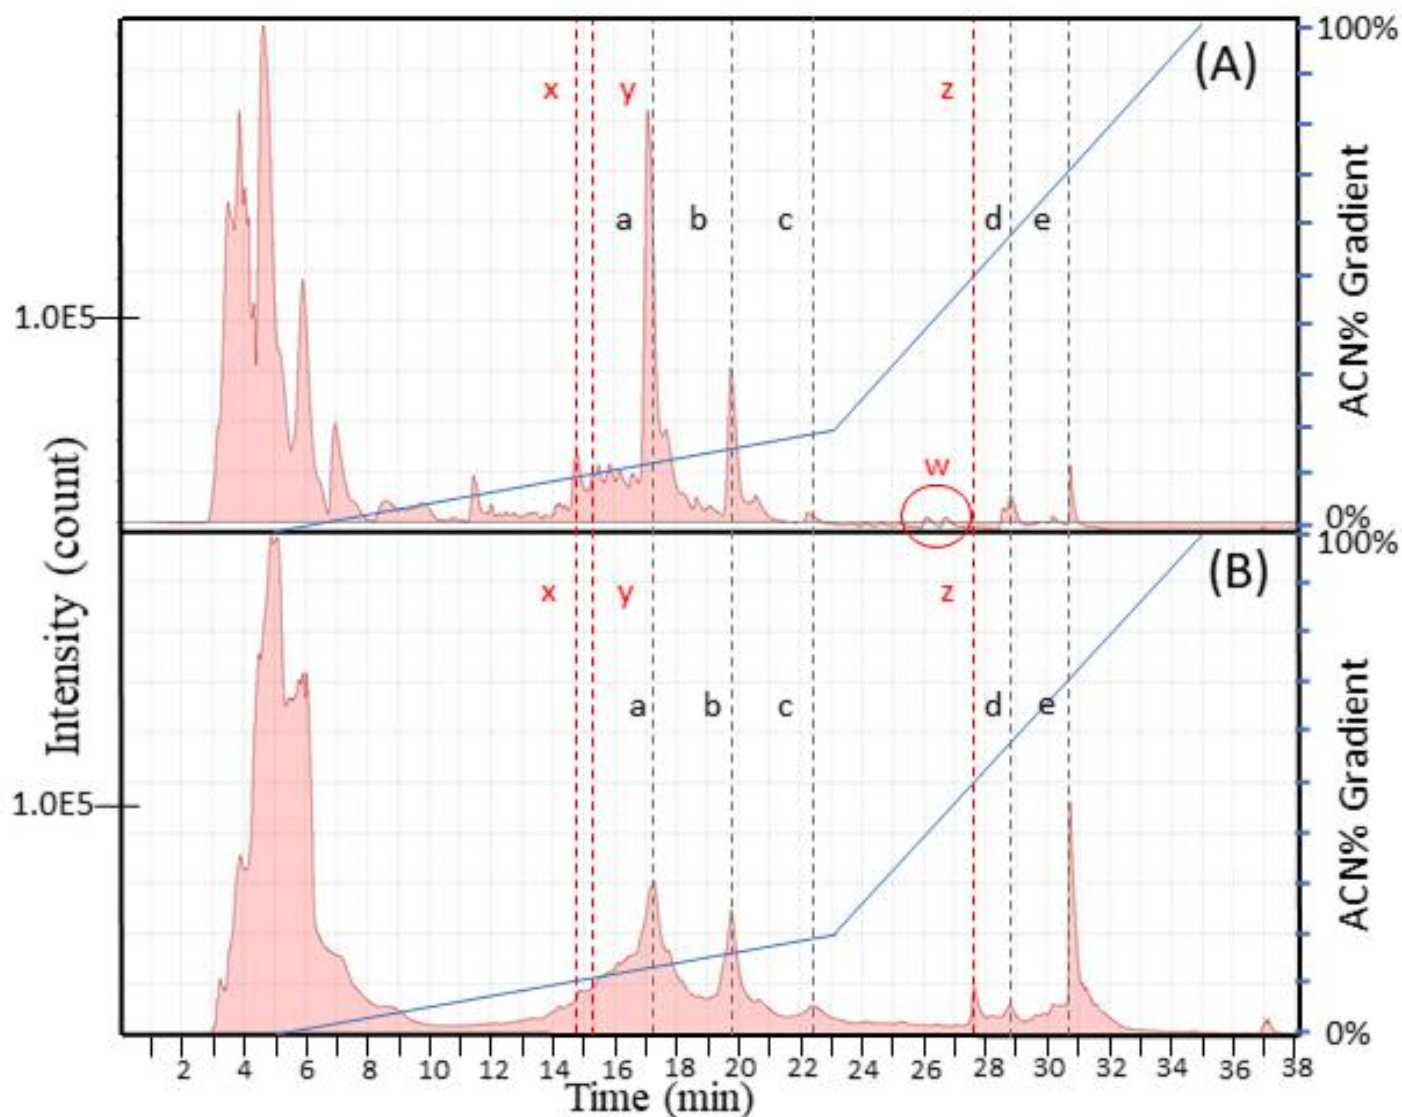 100%
(A)
x y z
a b c d e
1.0E5
w
0%
ACN% Gradient
Intensity (count)
100%
(B)
x y z
a b c d e
1.0E5
0%
ACN% Gradient
2 4 6 8 10 12 14 16 18 20 22 24 26 28 30 32 34 36 38
Time (min)